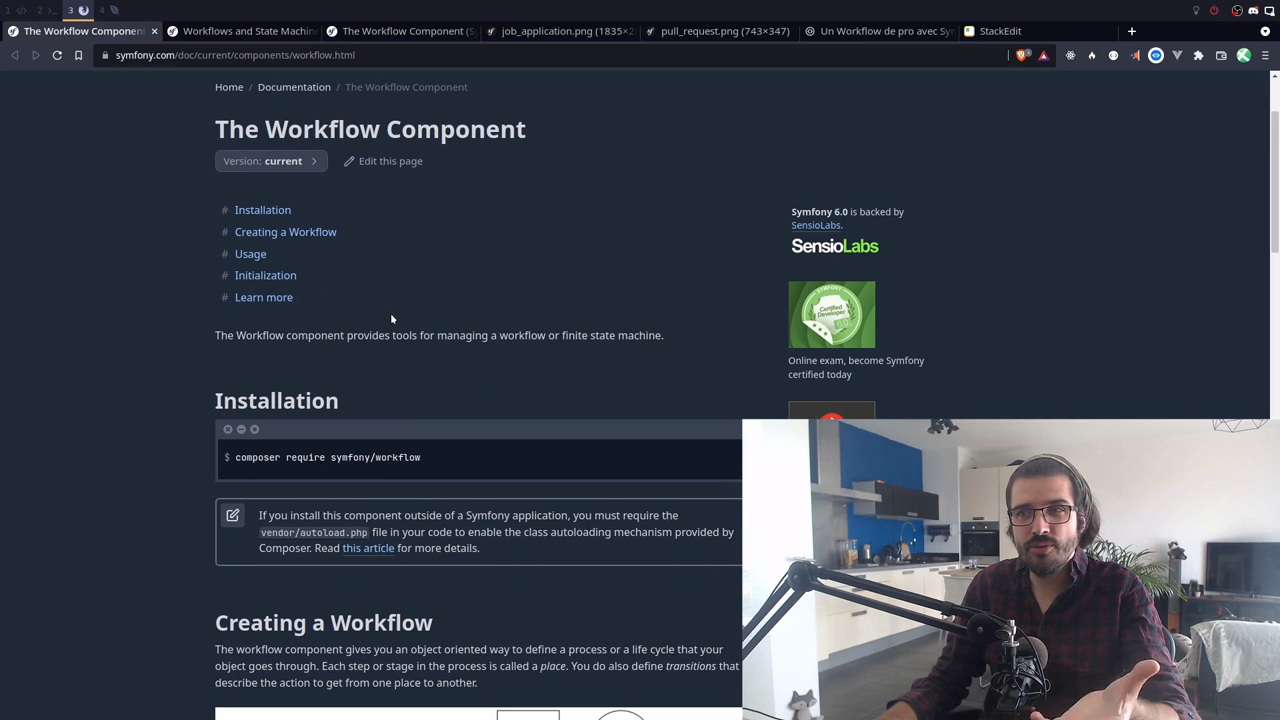 1
2
3
4
The Workflow Component
Workflows and State Machin
The Workflow Component (S
job_application.png (1835×2
pull_request.png (743×347)
Un Workflow de pro avec Sy
StackEdit
symfony.com/doc/current/components/workflow.html
Home / Documentation / The Workflow Component
The Workflow Component
Version: current
Edit this page
# Installation
# Creating a Workflow
# Usage
# Initialization
# Learn more
Symfony 6.0 is backed by
SensioLabs.
SensioLabs
Online exam, become Symfony
certified today
The Workflow component provides tools for managing a workflow or finite state machine.
Installation
$ composer require symfony/workflow
If you install this component outside of a Symfony application, you must require the
vendor/autoload.php file in your code to enable the class autoloading mechanism provided by
Composer. Read this article for more details.
Creating a Workflow
The workflow component gives you an object oriented way to define a process or a life cycle that your
object goes through. Each step or stage in the process is called a place. You do also define transitions that
describe the action to get from one place to another.